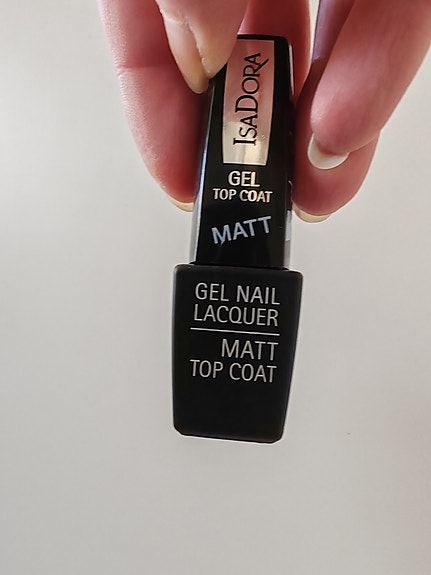 ISADORA
GEL
TOP COAT
MATT
GEL NAIL
LACQUER
MATT
TOP COAT